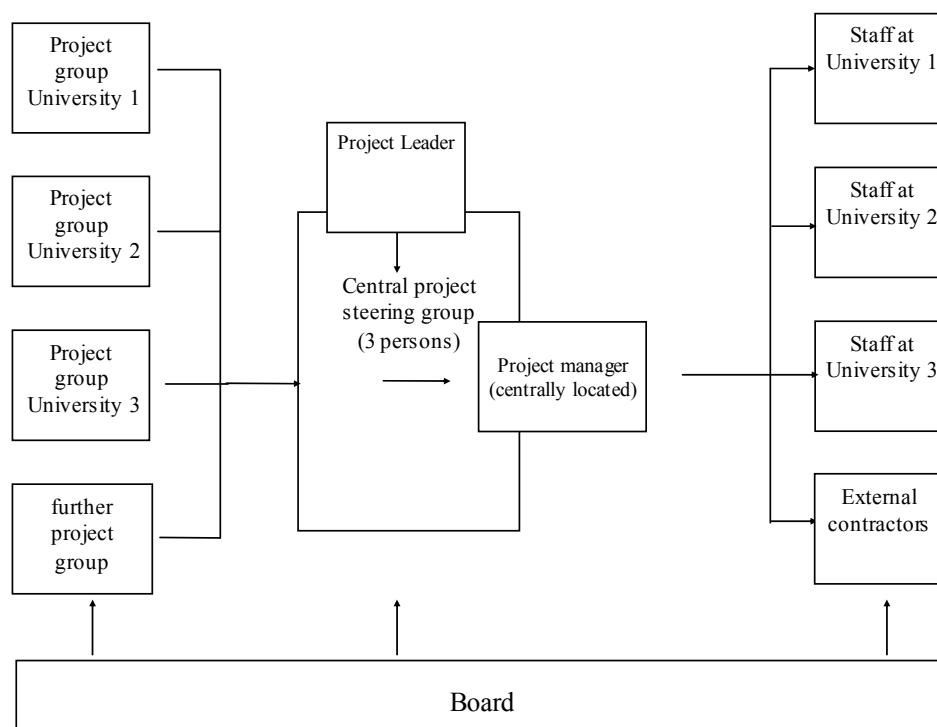 Project
group
University 1
Project
group
University 2
Project
group
University 3
further
project
group
Project Leader
Central project
steering group
(3 persons)
Project manager
(centrally located)
Staff at
University 1
Staff at
University 2
Staff at
University 3
External
contractors
Board